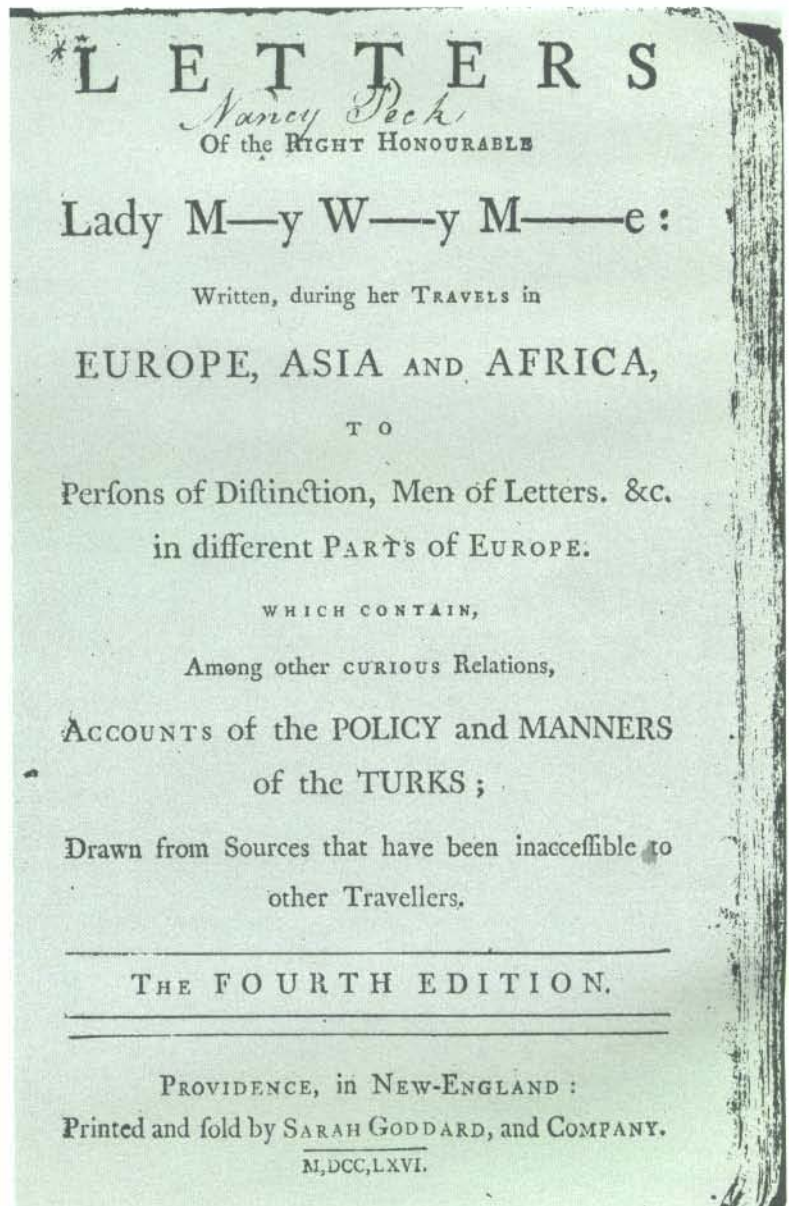 LETTERS
Nancy Peck
Of the RIGHT HONOURABLE
Lady M—y W—-y M——e:
Written, during her TRAVELS in
EUROPE, ASIA AND AFRICA,
TO
Perſons of Diſtinction, Men of Letters. &c.
in different PARTS of EUROPE.
WHICH CONTAIN,
Among other CURIOUS Relations,
ACCOUNTS of the POLICY and MANNERS
of the TURKS;
Drawn from Sources that have been inacceſſible to
other Travellers.
THE FOURTH EDITION.
PROVIDENCE, in NEW-ENGLAND:
Printed and ſold by SARAH GODDARD, and COMPANY.
M,DCC,LXVI.